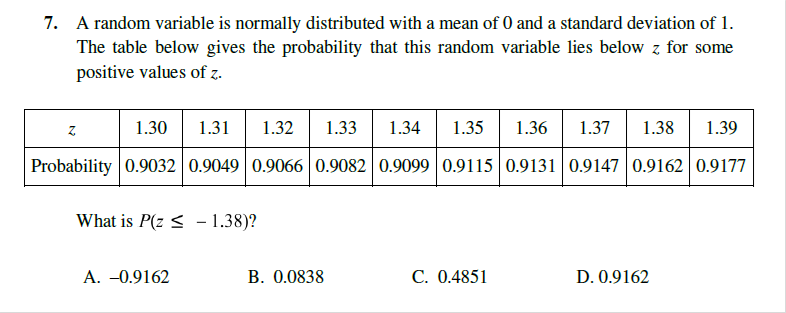 7. A random variable is normally distributed with a mean of 0 and a standard deviation of 1.
The table below gives the probability that this random variable lies below z for some
positive values of z.
z 1.30 1.31 1.32 1.33 1.34 1.35 1.36 1.37 1.38 1.39
Probability 0.9032 0.9049 0.9066 0.9082 0.9099 0.9115 0.9131 0.9147 0.9162 0.9177
What is P(z ≤ – 1.38)?
A. –0.9162 B. 0.0838 C. 0.4851 D. 0.9162